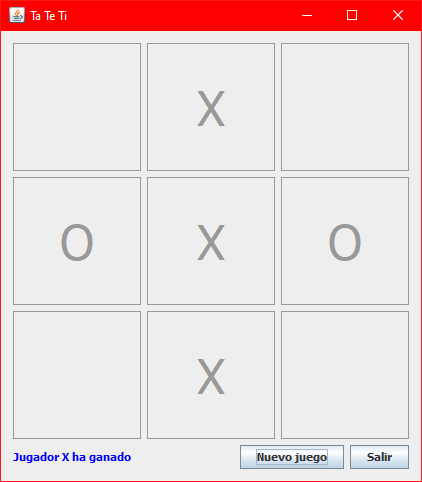 Ta Te Ti
X
O X O
X
Jugador X ha ganado
Nuevo juego
Salir